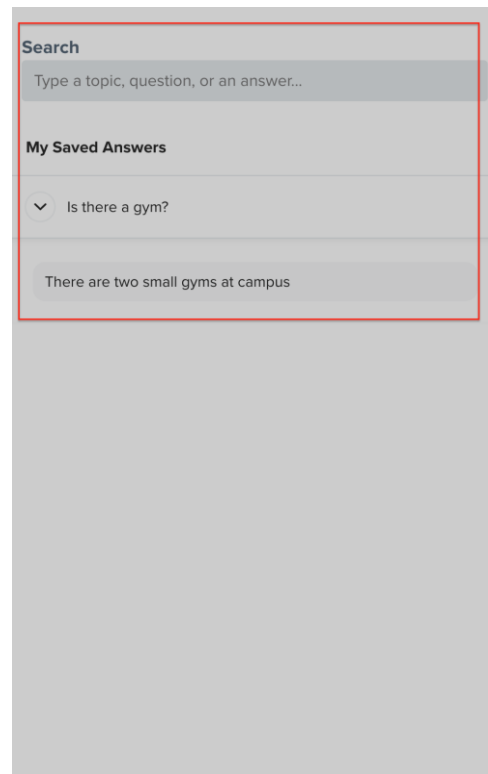 Search
Type a topic, question, or an answer...
My Saved Answers
Is there a gym?
There are two small gyms at campus